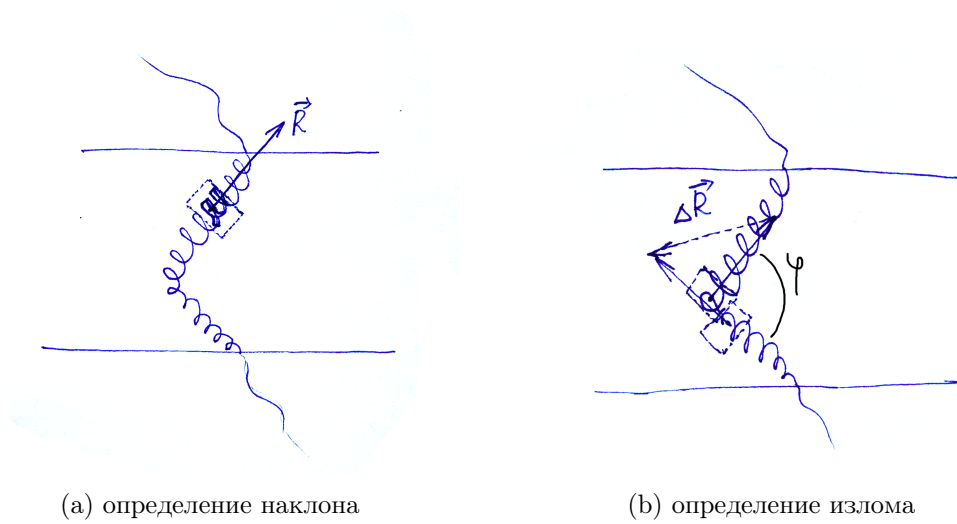 R⃗
ΔR⃗
φ
(a) определение наклона
(b) определение излома